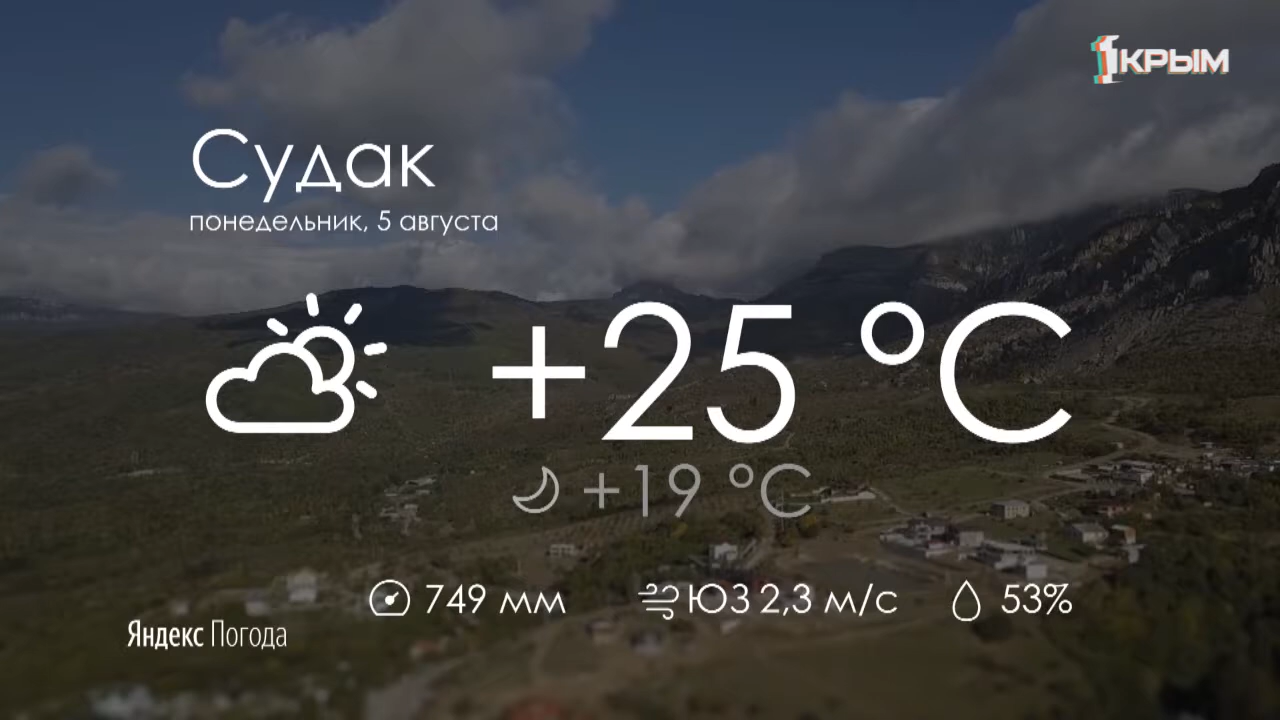 1КРЫМ
Судак
понедельник, 5 августа
+25 °C
+19 °C
749 мм ЮЗ 2,3 м/с 53%
Яндекс Погода